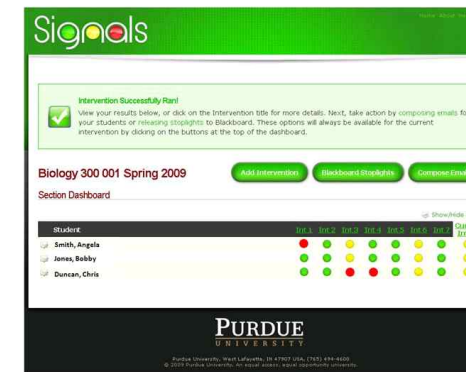 Home About
Signals
Intervention Successfully Ran!
View your results below, or click on the Intervention title for more details. Next, take action by composing emails fo
your students or releasing stoplights to Blackboard. These options will always be available for the current
intervention by clicking on the buttons at the top of the dashboard.
Biology 300 001 Spring 2009
Add Intervention
Blackboard Stoplights
Compose Emai
Section Dashboard
Show/Hide
Student
Int 1 Int 2 Int 3 Int 4 Int 5 Int 6 Int 7
Smith, Angela
Jones, Bobby
Duncan, Chris
PURDUE
UNIVERSITY
Purdue University, West Lafayette, IN 47907 USA, (765) 494-4600
© 2009 Purdue University. An equal access, equal opportunity university.